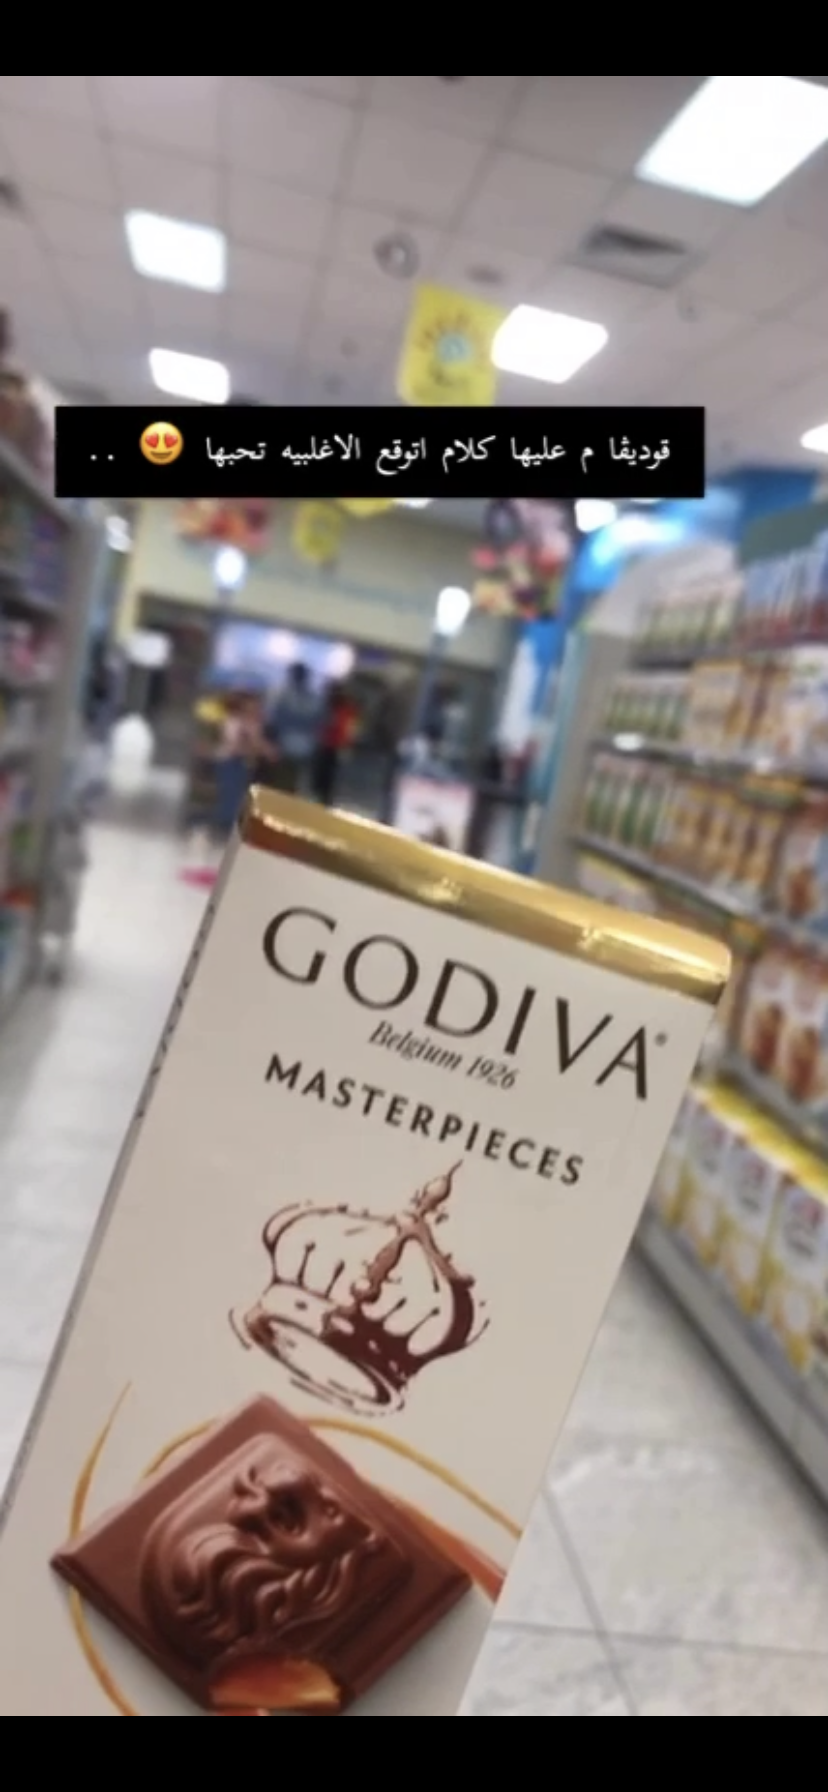 قوديڤا م عليها كلام اتوقع الاغلبيه تحبها 😍 ..
GODIVA®
Belgium 1926
MASTERPIECES